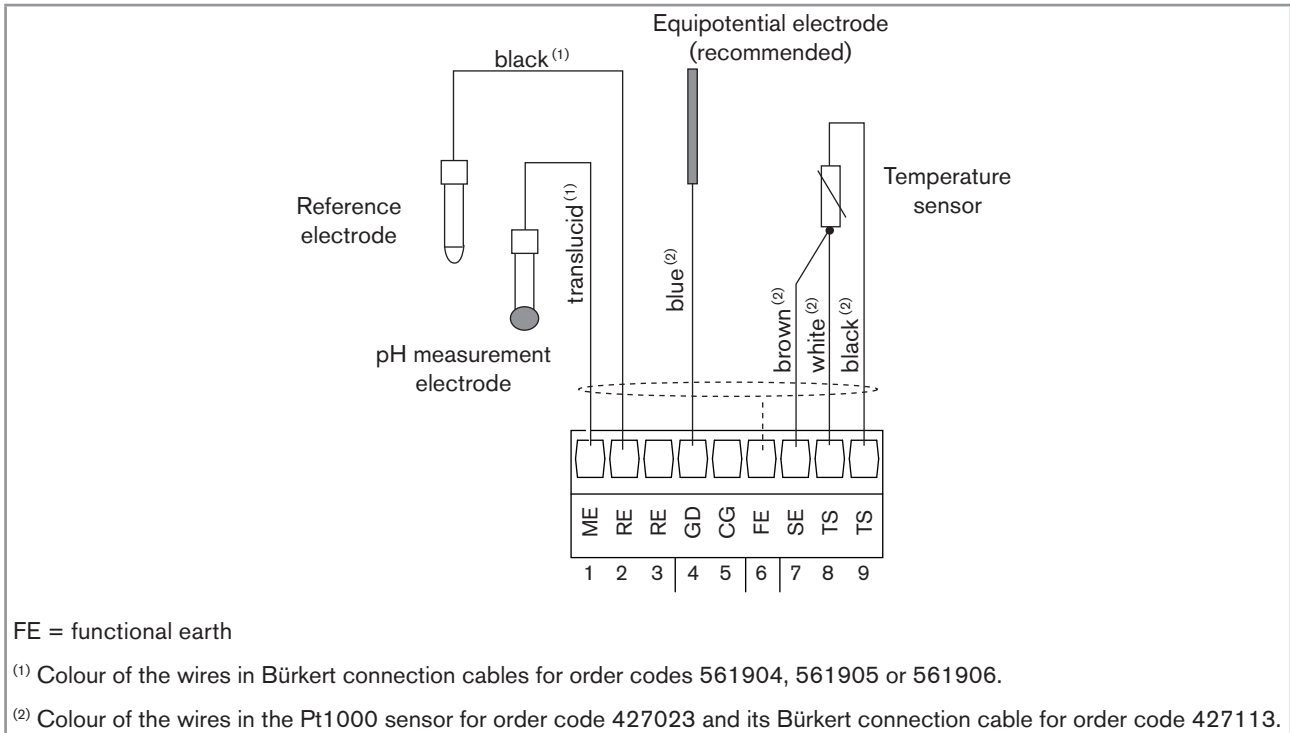 Equipotential electrode
(recommended)
black (1)
Temperature
sensor
Reference
electrode
translucid (1)
blue (2)
brown (2)
white (2)
black (2)
pH measurement
electrode
ME RE RE GD CG FE SE TS TS
1 2 3 4 5 6 7 8 9
FE = functional earth
(1) Colour of the wires in Bürkert connection cables for order codes 561904, 561905 or 561906.
(2) Colour of the wires in the Pt1000 sensor for order code 427023 and its Bürkert connection cable for order code 427113.